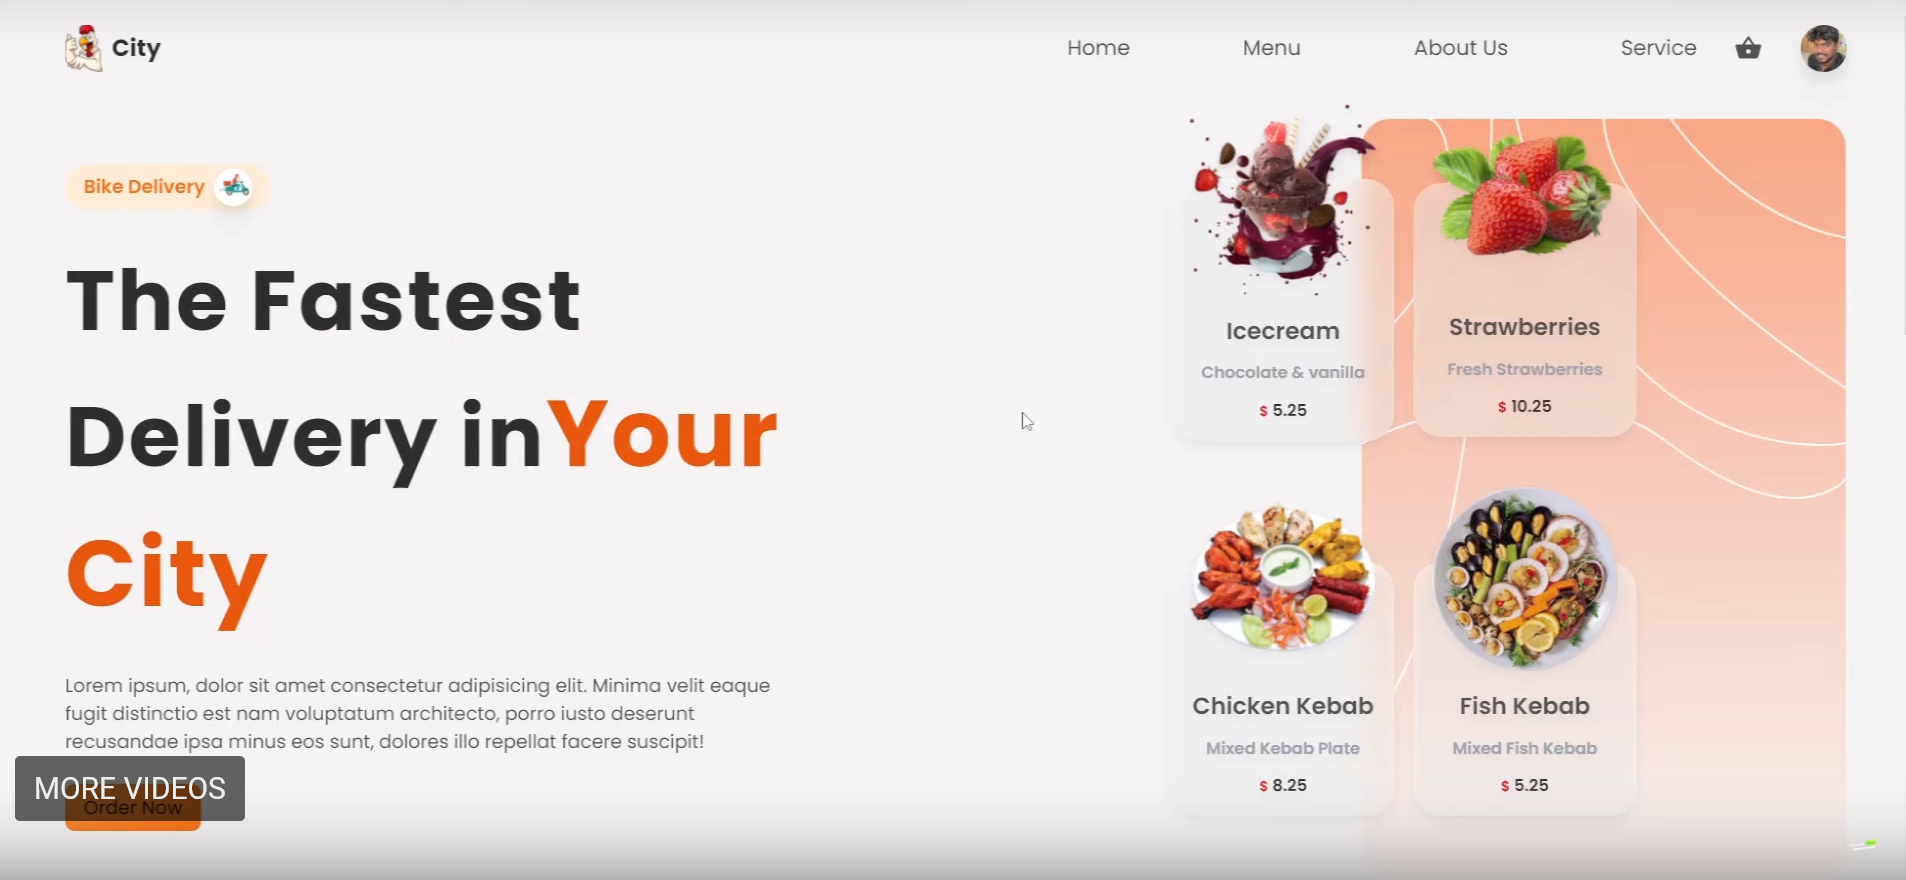 City
Home
Menu
About Us
Service
Bike Delivery
The Fastest
Delivery in Your
City
Lorem ipsum, dolor sit amet consectetur adipisicing elit. Minima velit eaque
fugit distinctio est nam voluptatum architecto, porro iusto deserunt
recusandae ipsa minus eos sunt, dolores illo repellat facere suscipit!
MORE VIDEOS
Order Now
Icecream
Chocolate & vanilla
$ 5.25
Strawberries
Fresh Strawberries
$ 10.25
Chicken Kebab
Mixed Kebab Plate
$ 8.25
Fish Kebab
Mixed Fish Kebab
$ 5.25